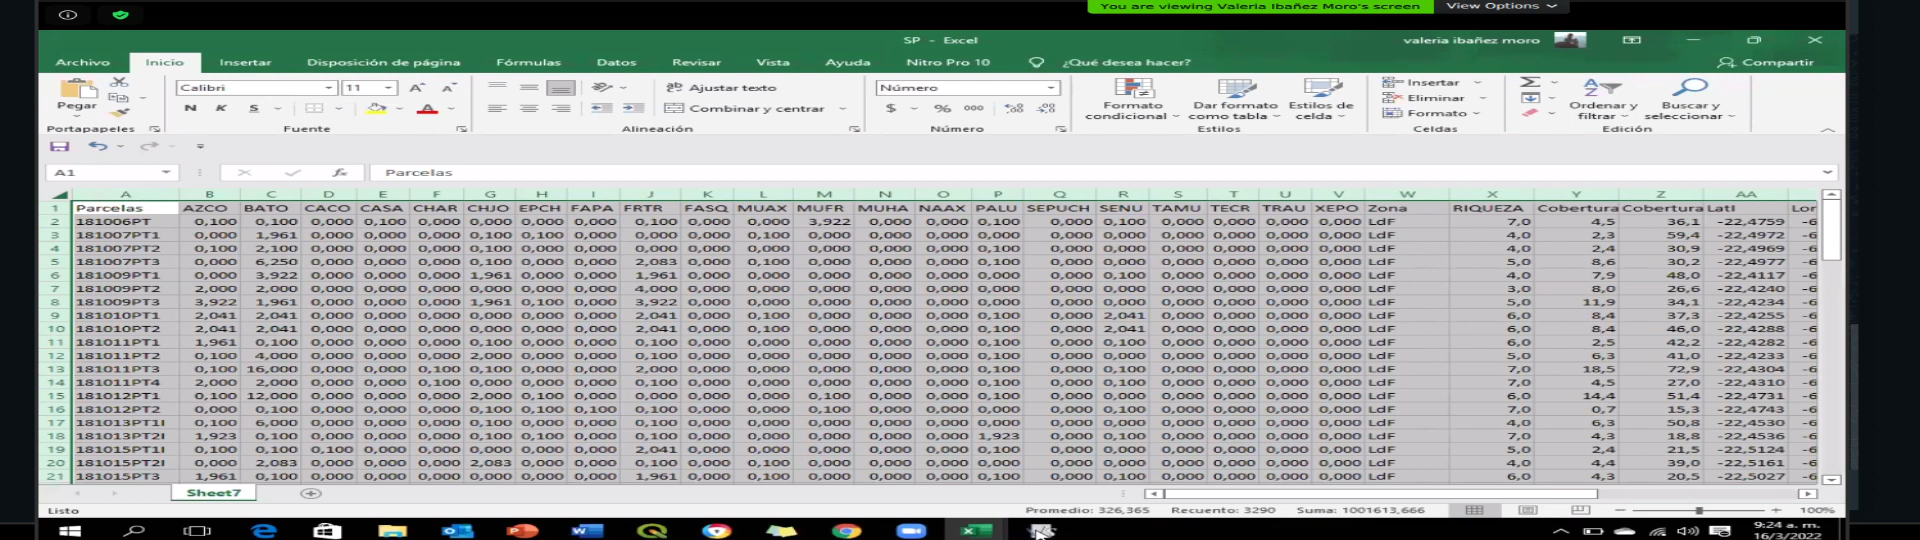 You are viewing Valeria Ibañez Moro's screen View Options
SP - Excel valeria ibañez moro
Archivo Inicio Insertar Disposición de página Fórmulas Datos Revisar Vista Ayuda Nitro Pro 10 ¿Qué desea hacer? Compartir
Pegar Calibri 11 Ajustar texto Número Insertar
N K S A Combinar y centrar $ % 000 Formato condicional Dar formato como tabla Estilos de celda Eliminar Formato Ordenar y filtrar Buscar y seleccionar
Portapapeles Fuente Alineación Número Estilos Celdas Edición
A1 fx Parcelas
A B C D E F G H I J K L M N O P Q R S T U V W X Y Z AA
1 Parcelas AZCO BATO CACO CASA CHAR CHJO EPCH FAPA FRTR FASQ MUAX MUFR MUHA NAAX PALU SEPUCH SENU TAMU TECR TRAU XEPO Zona RIQUEZA Cobertura Cobertura Lati Lor
2 181006PT 0,100 0,100 0,000 0,100 0,000 0,000 0,000 0,000 0,100 0,000 0,000 3,922 0,000 0,000 0,100 0,000 0,100 0,000 0,000 0,000 0,000 LdF 7,0 4,5 36,1 -22,4759 -6
3 181007PT1 0,000 1,961 0,000 0,000 0,000 0,100 0,100 0,000 0,000 0,000 0,100 0,000 0,000 0,000 0,000 0,000 0,000 0,000 0,000 0,000 0,000 LdF 4,0 2,3 59,4 -22,4972 -6
4 181007PT2 0,100 2,100 0,000 0,000 0,000 0,000 0,100 0,000 0,000 0,000 0,000 0,000 0,000 0,000 0,100 0,000 0,000 0,000 0,000 0,000 0,000 LdF 4,0 2,4 30,9 -22,4969 -6
5 181007PT3 0,000 6,250 0,000 0,000 0,000 0,100 0,000 0,000 2,083 0,000 0,100 0,000 0,000 0,000 0,100 0,000 0,000 0,000 0,000 0,000 0,000 LdF 5,0 8,6 30,2 -22,4977 -6
6 181009PT1 0,000 3,922 0,000 0,000 0,000 1,961 0,000 0,000 1,961 0,000 0,000 0,000 0,000 0,000 0,000 0,000 0,100 0,000 0,000 0,000 0,000 LdF 4,0 7,9 48,0 -22,4117 -6
7 181009PT2 2,000 2,000 0,000 0,000 0,000 0,000 0,000 0,000 4,000 0,000 0,000 0,000 0,000 0,000 0,000 0,000 0,000 0,000 0,000 0,000 0,000 LdF 3,0 8,0 26,6 -22,4240 -6
8 181009PT3 3,922 1,961 0,000 0,000 0,000 1,961 0,100 0,000 3,922 0,000 0,000 0,000 0,000 0,000 0,000 0,000 0,000 0,000 0,000 0,000 0,000 LdF 5,0 11,9 34,1 -22,4234 -6
9 181010PT1 2,041 2,041 0,000 0,000 0,000 0,000 0,000 0,000 2,041 0,000 0,100 0,000 0,000 0,000 0,100 0,000 2,041 0,000 0,000 0,000 0,000 LdF 6,0 8,4 37,3 -22,4255 -6
10 181010PT2 2,041 2,041 0,000 0,000 0,000 0,000 0,000 0,000 2,041 0,000 0,100 0,000 0,000 0,000 0,100 0,000 2,041 0,000 0,000 0,000 0,000 LdF 6,0 8,4 46,0 -22,4288 -6
11 181011PT1 1,961 0,100 0,000 0,000 0,000 0,000 0,000 0,000 0,100 0,000 0,100 0,000 0,000 0,000 0,100 0,000 0,100 0,000 0,000 0,000 0,000 LdF 6,0 2,5 42,2 -22,4282 -6
12 181011PT2 0,100 4,000 0,000 0,000 0,000 2,000 0,000 0,000 0,100 0,000 0,000 0,000 0,000 0,000 0,000 0,000 0,100 0,000 0,000 0,000 0,000 LdF 5,0 6,3 41,0 -22,4233 -6
13 181011PT3 0,100 16,000 0,000 0,000 0,100 0,100 0,000 0,000 2,000 0,000 0,000 0,000 0,000 0,000 0,100 0,000 0,100 0,000 0,000 0,000 0,000 LdF 7,0 18,5 72,9 -22,4304 -6
14 181011PT4 2,000 2,000 0,000 0,000 0,100 0,000 0,000 0,000 0,100 0,000 0,100 0,000 0,000 0,000 0,100 0,000 0,100 0,000 0,000 0,000 0,000 LdF 7,0 4,5 27,0 -22,4310 -6
15 181012PT1 0,100 12,000 0,000 0,000 0,000 2,000 0,100 0,000 0,100 0,000 0,000 0,100 0,000 0,000 0,000 0,000 0,000 0,000 0,000 0,000 0,000 LdF 6,0 14,4 51,4 -22,4731 -6
16 181012PT2 0,000 0,100 0,000 0,000 0,000 0,100 0,100 0,100 0,100 0,000 0,100 0,000 0,000 0,000 0,000 0,000 0,100 0,000 0,000 0,000 0,000 LdF 7,0 0,7 15,3 -22,4743 -6
17 181013PT1I 0,100 6,000 0,000 0,000 0,000 0,100 0,000 0,000 0,100 0,000 0,000 0,000 0,000 0,000 0,000 0,000 0,000 0,000 0,000 0,000 0,000 LdF 4,0 6,3 50,8 -22,4530 -6
18 181013PT2I 1,923 0,100 0,000 0,000 0,000 0,100 0,100 0,000 0,100 0,000 0,000 0,000 0,000 0,000 1,923 0,000 0,100 0,000 0,000 0,000 0,000 LdF 7,0 4,3 18,8 -22,4536 -6
19 181015PT1I 0,100 0,100 0,100 0,000 0,000 0,000 0,000 0,000 2,041 0,000 0,000 0,000 0,000 0,000 0,000 0,000 0,100 0,000 0,000 0,000 0,000 LdF 5,0 2,4 21,5 -22,5124 -6
20 181015PT2I 0,000 2,083 0,000 0,000 0,000 2,083 0,000 0,000 0,100 0,000 0,100 0,000 0,000 0,000 0,000 0,000 0,000 0,000 0,000 0,000 0,000 LdF 4,0 4,4 39,0 -22,5161 -6
21 181015PT3 1,961 0,100 0,000 0,000 0,000 0,100 0,000 0,000 1,961 0,000 0,100 0,000 0,000 0,000 0,000 0,000 0,100 0,000 0,000 0,000 0,000 LdF 6,0 4,3 20,5 -22,5027 -6
Sheet7
Listo Promedio: 326,365 Recuento: 3290 Suma: 1001613,666 100%
9:24 a. m.
16/3/2022